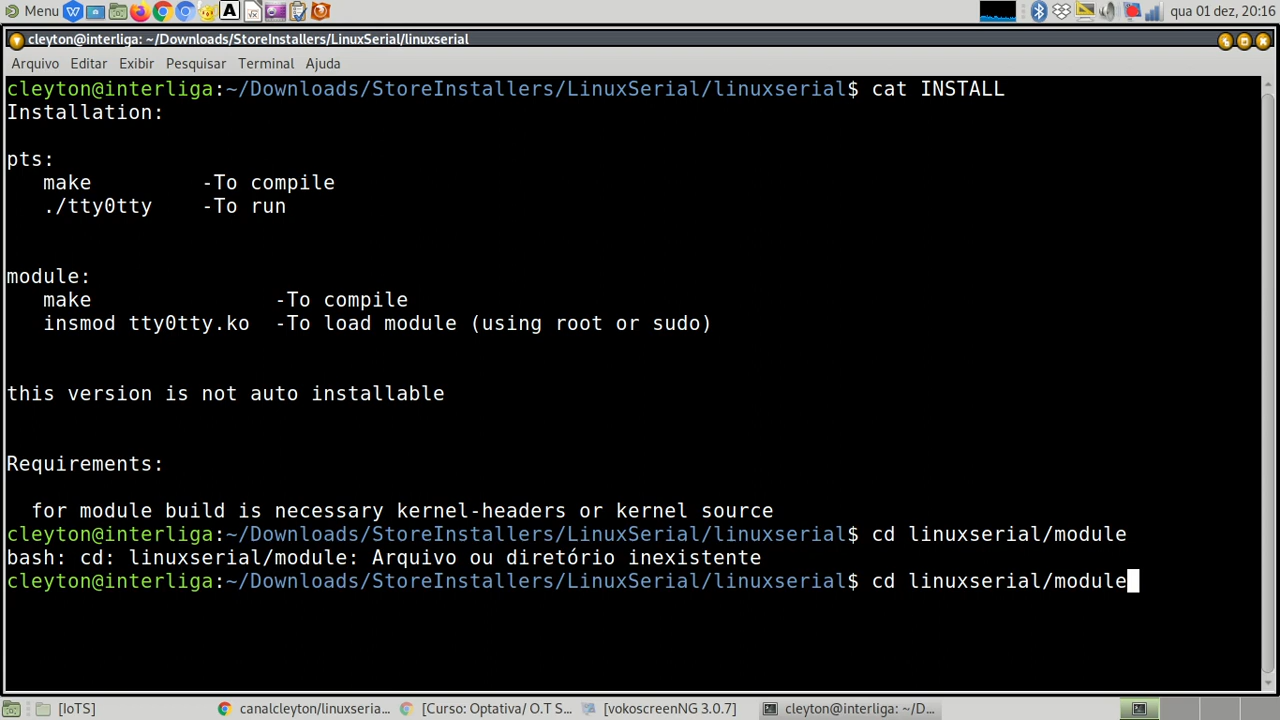 Menu
qua 01 dez, 20:16
cleyton@interliga: ~/Downloads/StoreInstallers/LinuxSerial/linuxserial
Arquivo Editar Exibir Pesquisar Terminal Ajuda
cleyton@interliga:~/Downloads/StoreInstallers/LinuxSerial/linuxserial$ cat INSTALL
Installation:
pts:
make -To compile
./tty0tty -To run
module:
make -To compile
insmod tty0tty.ko -To load module (using root or sudo)
this version is not auto installable
Requirements:
for module build is necessary kernel-headers or kernel source
cleyton@interliga:~/Downloads/StoreInstallers/LinuxSerial/linuxserial$ cd linuxserial/module
bash: cd: linuxserial/module: Arquivo ou diretório inexistente
cleyton@interliga:~/Downloads/StoreInstallers/LinuxSerial/linuxserial$ cd linuxserial/module
[IoTS] canalcleyton/linuxseria... [Curso: Optativa/ O.T S... [vokoscreenNG 3.0.7] cleyton@interliga: ~/D...